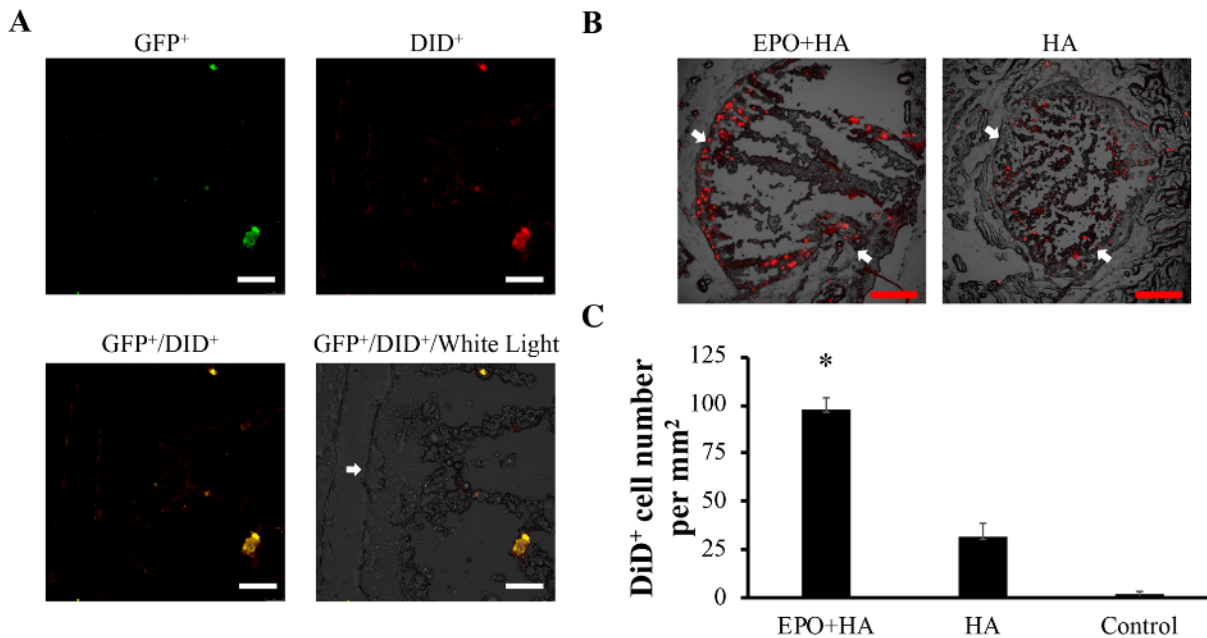 A
GFP⁺
DID⁺
GFP⁺/DID⁺
GFP⁺/DID⁺/White Light
B
EPO+HA
HA
C
DiD⁺ cell number
per mm²
125
100
75
50
25
0
*
EPO+HA
HA
Control